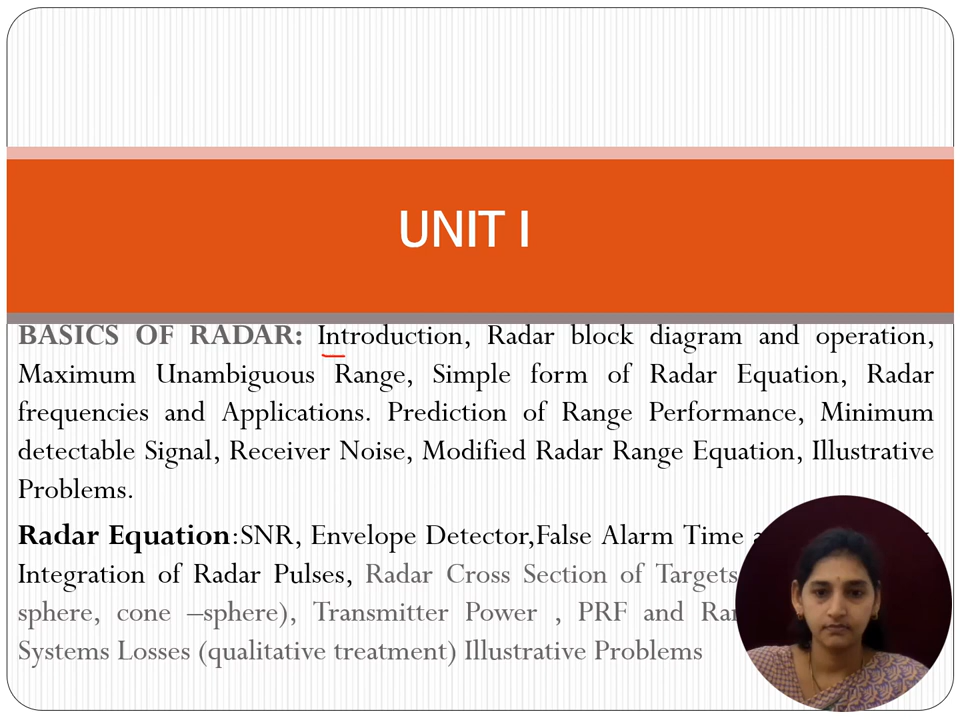 UNIT I
BASICS OF RADAR: Introduction, Radar block diagram and operation,
Maximum Unambiguous Range, Simple form of Radar Equation, Radar
frequencies and Applications. Prediction of Range Performance, Minimum
detectable Signal, Receiver Noise, Modified Radar Range Equation, Illustrative
Problems.
Radar Equation:SNR, Envelope Detector,False Alarm Time
Integration of Radar Pulses, Radar Cross Section of Targets
sphere, cone –sphere), Transmitter Power , PRF and
Systems Losses (qualitative treatment) Illustrative Problems